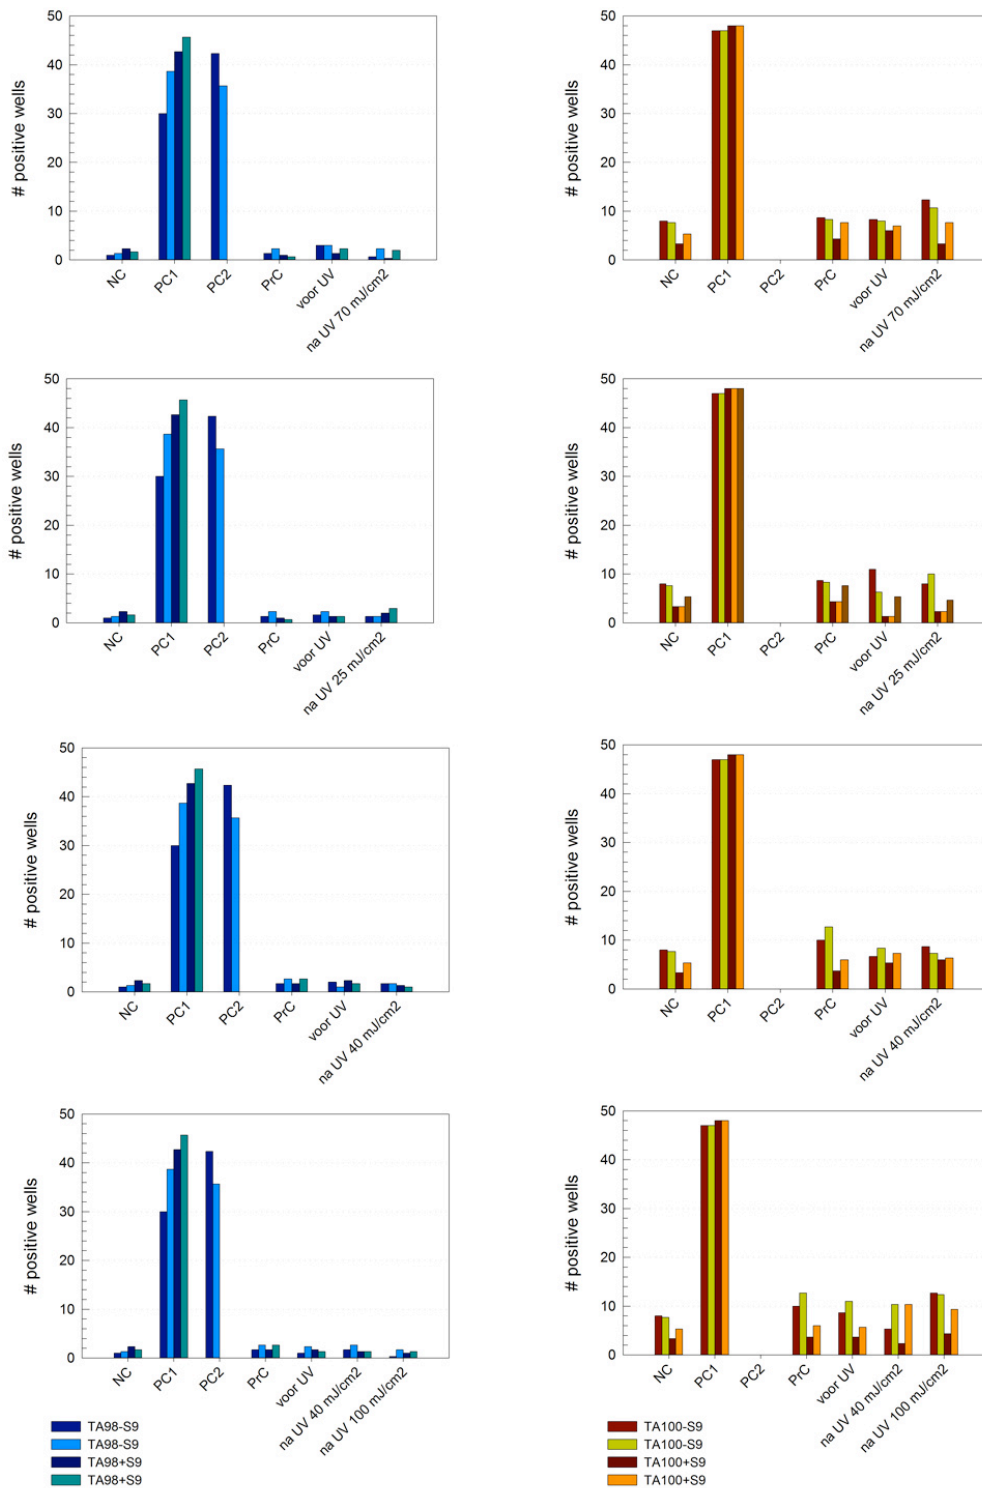 # positive wells
50
40
30
20
10
0
NC
PC1
PC2
PrC
voor UV
na UV 70 mJ/cm2
# positive wells
50
40
30
20
10
0
NC
PC1
PC2
PrC
voor UV
na UV 70 mJ/cm2
# positive wells
50
40
30
20
10
0
NC
PC1
PC2
PrC
voor UV
na UV 25 mJ/cm2
# positive wells
50
40
30
20
10
0
NC
PC1
PC2
PrC
voor UV
na UV 25 mJ/cm2
# positive wells
50
40
30
20
10
0
NC
PC1
PC2
PrC
voor UV
na UV 40 mJ/cm2
# positive wells
50
40
30
20
10
0
NC
PC1
PC2
PrC
voor UV
na UV 40 mJ/cm2
# positive wells
50
40
30
20
10
0
NC
PC1
PC2
PrC
voor UV
na UV 40 mJ/cm2
na UV 100 mJ/cm2
# positive wells
50
40
30
20
10
0
NC
PC1
PC2
PrC
voor UV
na UV 40 mJ/cm2
na UV 100 mJ/cm2
TA98-S9
TA98-S9
TA98+S9
TA98+S9
TA100-S9
TA100-S9
TA100+S9
TA100+S9